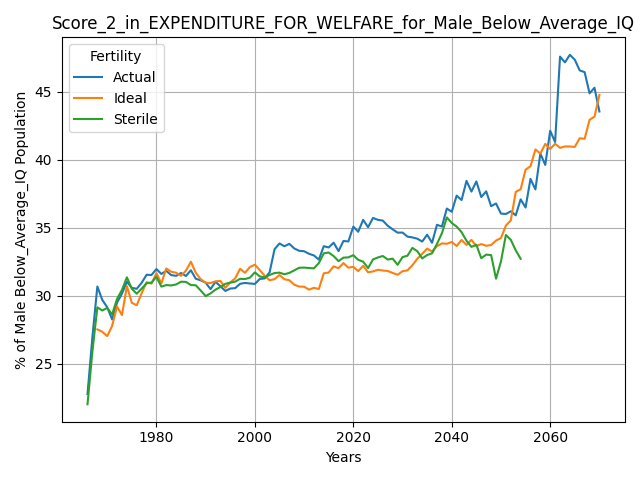 Score_2_in_EXPENDITURE_FOR_WELFARE_for_Male_Below_Average_IQ
Fertility
Actual
Ideal
Sterile
% of Male Below_Average_IQ Population
45
40
35
30
25
1980
2000
2020
2040
2060
Years